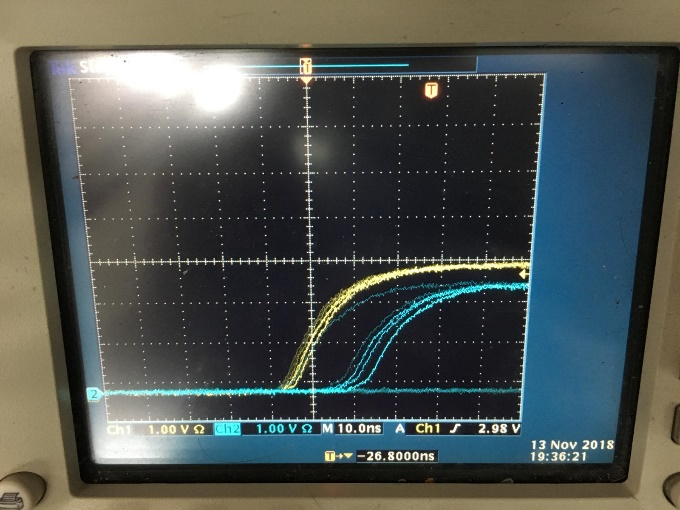 T
T
2
Ch1 1.00 V Ω Ch2 1.00 V Ω M 10.0ns A Ch1 2.98 V
T -26.8000ns
13 Nov 2018
19:36:21